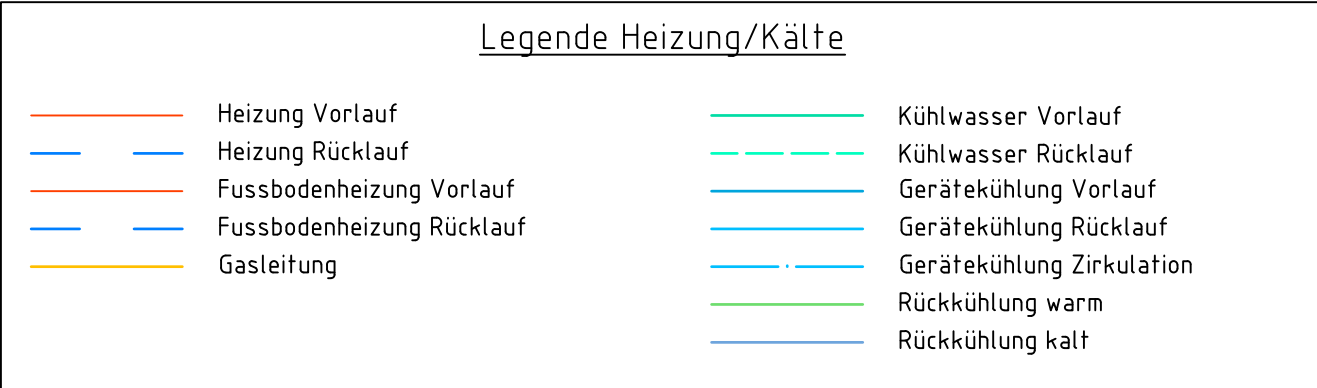 Legende Heizung/Kälte
Heizung Vorlauf
Heizung Rücklauf
Fussbodenheizung Vorlauf
Fussbodenheizung Rücklauf
Gasleitung
Kühlwasser Vorlauf
Kühlwasser Rücklauf
Gerätekühlung Vorlauf
Gerätekühlung Rücklauf
Gerätekühlung Zirkulation
Rückkühlung warm
Rückkühlung kalt